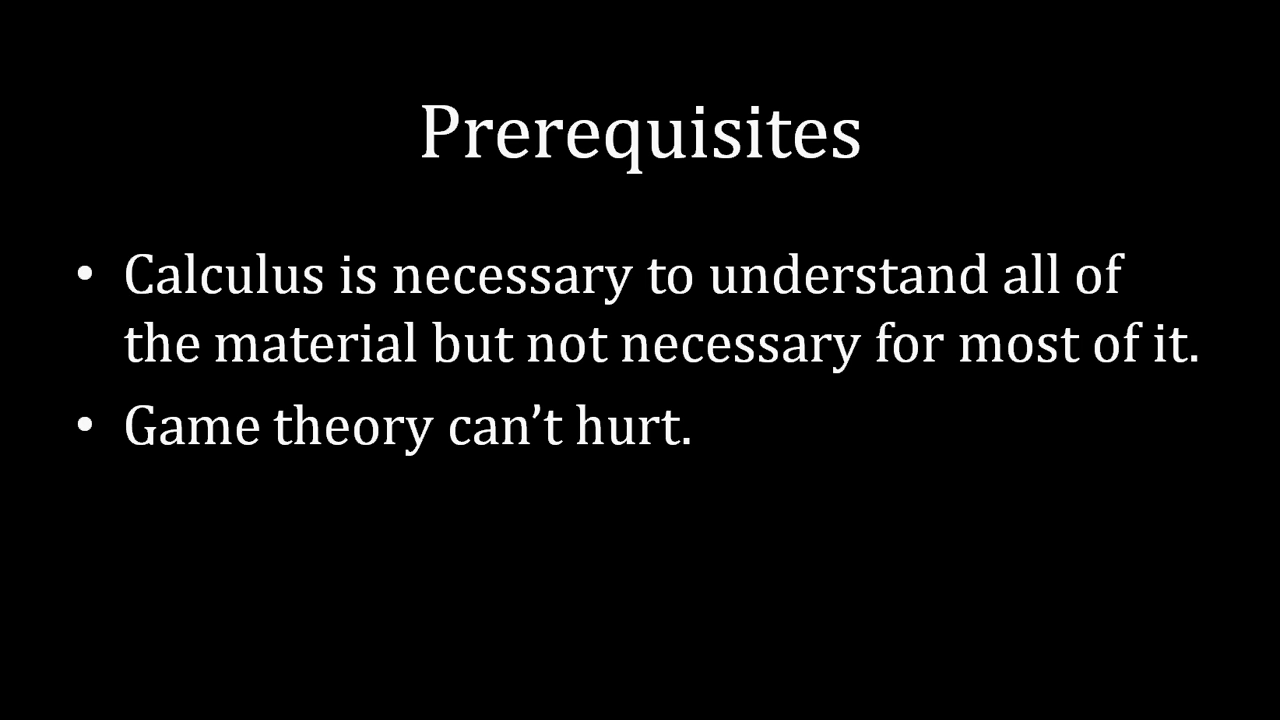 Prerequisites
• Calculus is necessary to understand all of
the material but not necessary for most of it.
• Game theory can’t hurt.